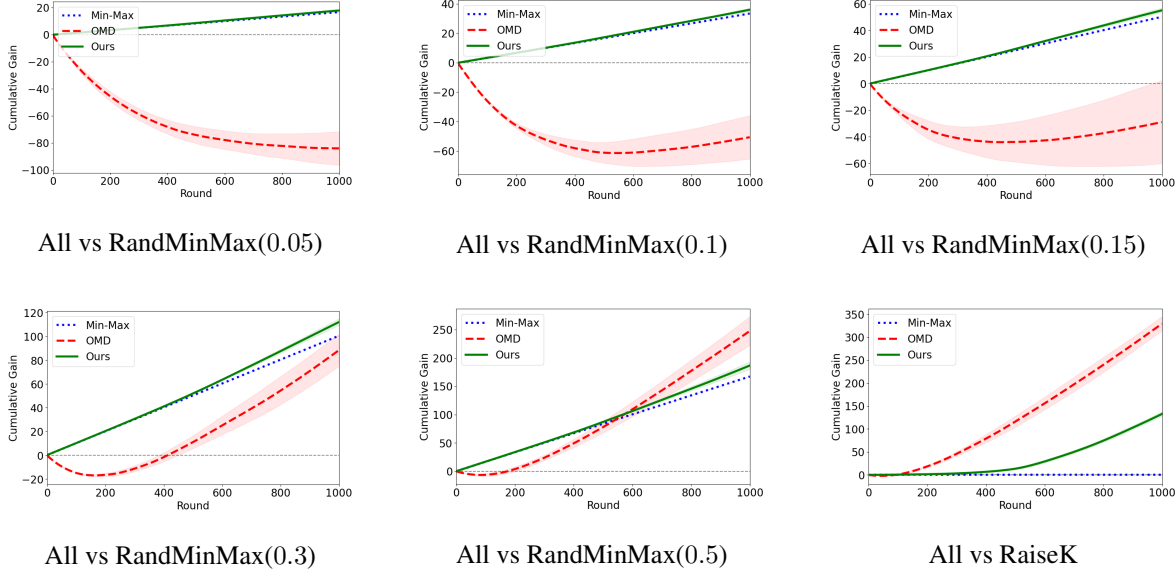 20
0
−20
−40
−60
−80
−100
0 200 400 600 800 1000
Cumulative Gain
Round
Min-Max
OMD
Ours
All vs RandMinMax(0.05)
40
20
0
−20
−40
−60
0 200 400 600 800 1000
Cumulative Gain
Round
Min-Max
OMD
Ours
All vs RandMinMax(0.1)
60
40
20
0
−20
−40
−60
0 200 400 600 800 1000
Cumulative Gain
Round
Min-Max
OMD
Ours
All vs RandMinMax(0.15)
120
100
80
60
40
20
0
−20
0 200 400 600 800 1000
Cumulative Gain
Round
Min-Max
OMD
Ours
All vs RandMinMax(0.3)
250
200
150
100
50
0
0 200 400 600 800 1000
Cumulative Gain
Round
Min-Max
OMD
Ours
All vs RandMinMax(0.5)
350
300
250
200
150
100
50
0
0 200 400 600 800 1000
Cumulative Gain
Round
Min-Max
OMD
Ours
All vs RaiseK